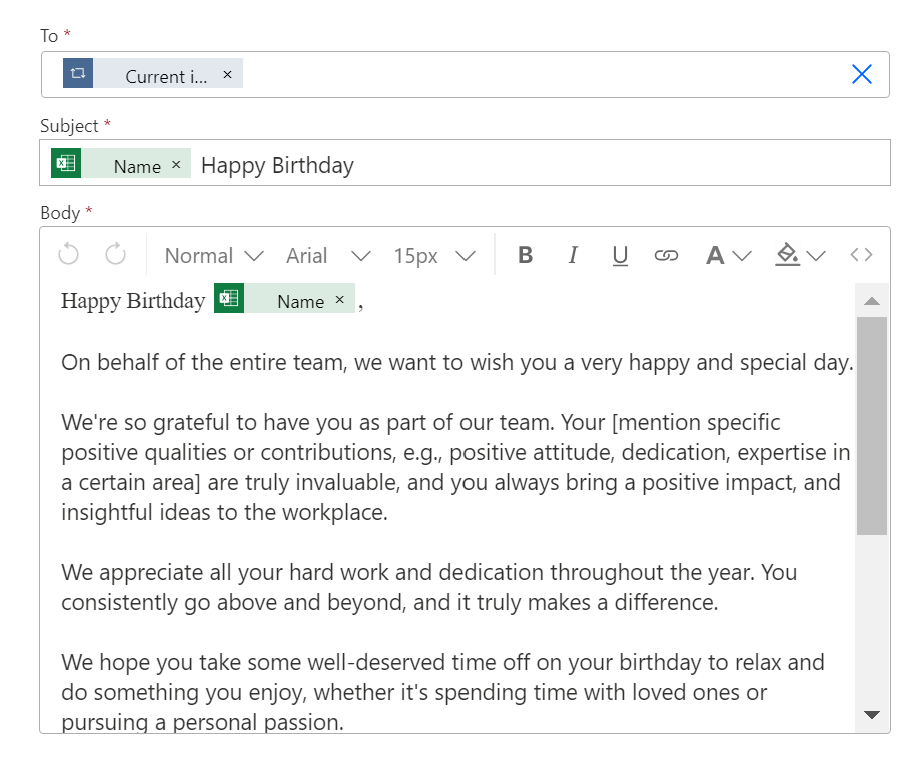 To *
Current i... ×
Subject *
Name × Happy Birthday
Body *
Normal Arial 15px B I U A <>
Happy Birthday Name × ,
On behalf of the entire team, we want to wish you a very happy and special day.
We're so grateful to have you as part of our team. Your [mention specific
positive qualities or contributions, e.g., positive attitude, dedication, expertise in
a certain area] are truly invaluable, and you always bring a positive impact, and
insightful ideas to the workplace.
We appreciate all your hard work and dedication throughout the year. You
consistently go above and beyond, and it truly makes a difference.
We hope you take some well-deserved time off on your birthday to relax and
do something you enjoy, whether it's spending time with loved ones or
pursuing a personal passion.